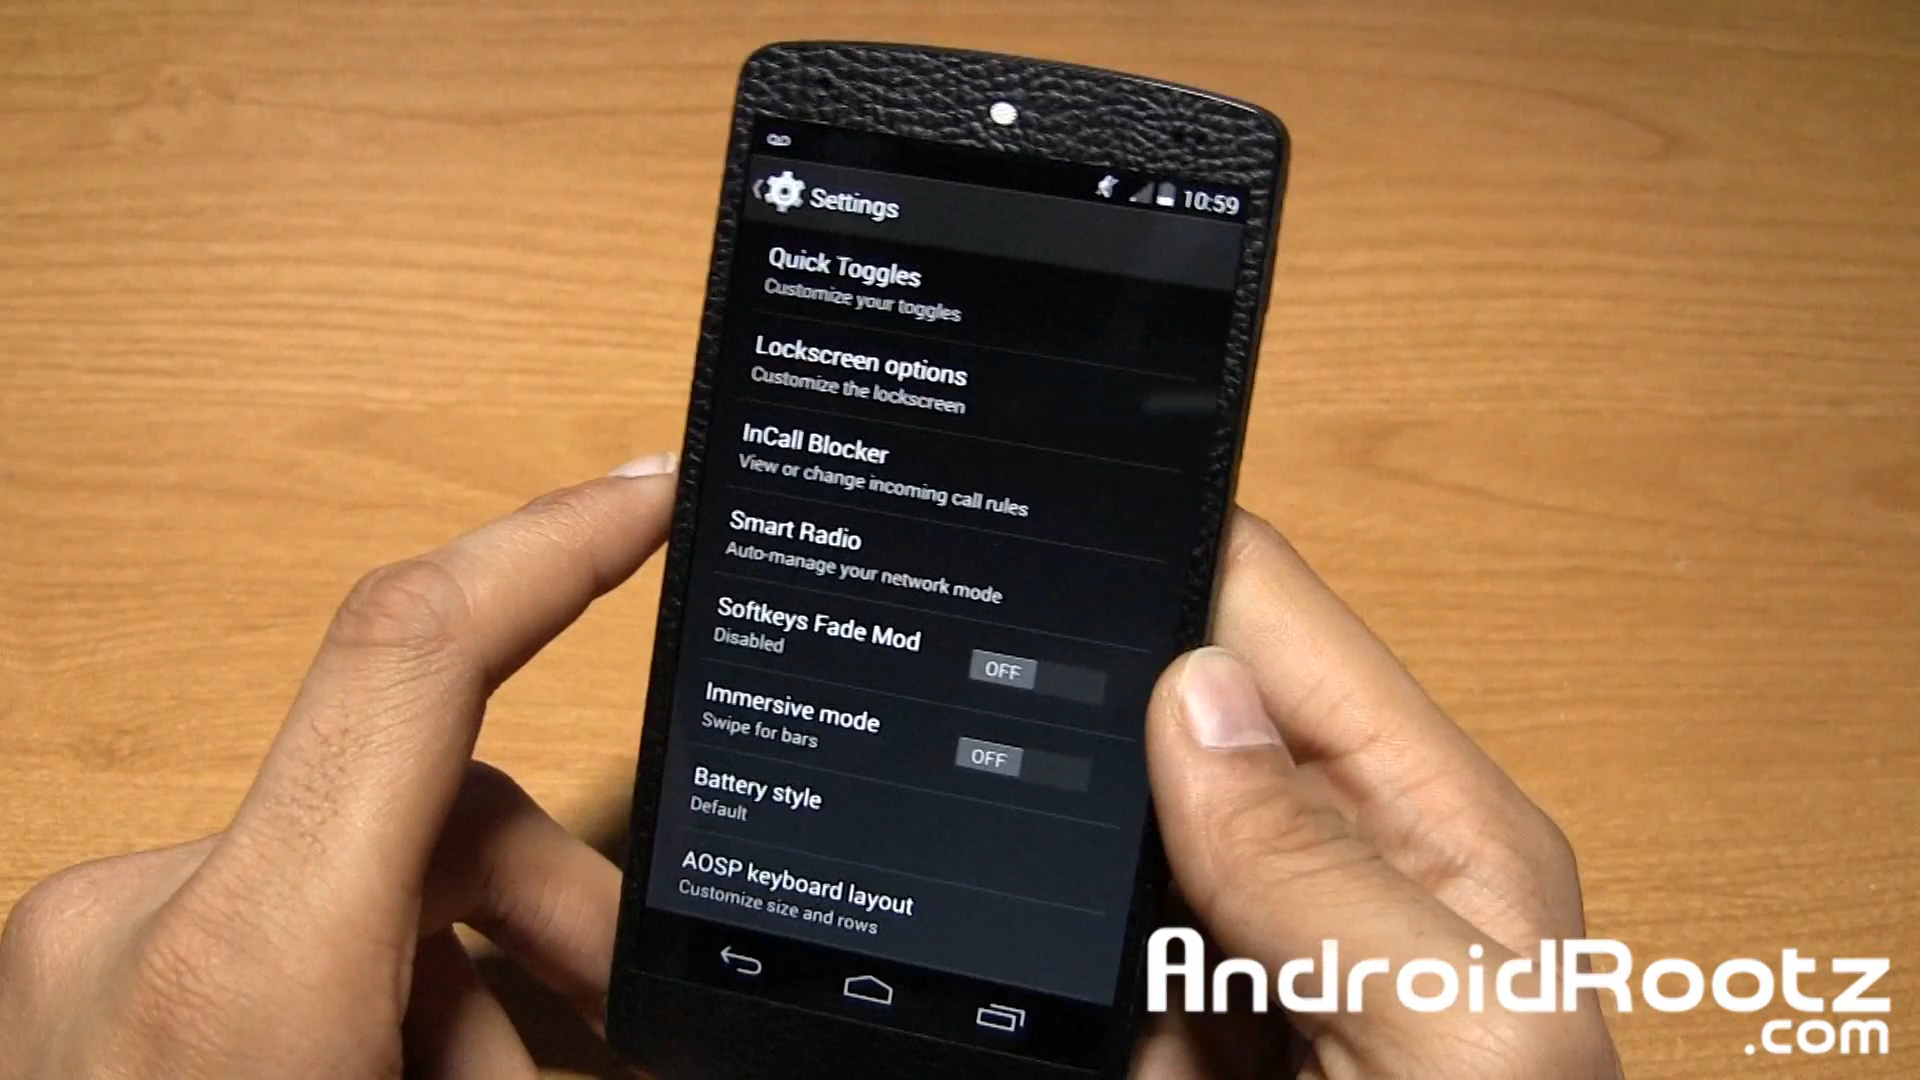 10:59
Settings
Quick Toggles
Customize your toggles
Lockscreen options
Customize the lockscreen
InCall Blocker
View or change incoming call rules
Smart Radio
Auto-manage your network mode
Softkeys Fade Mod
Disabled
OFF
Immersive mode
Swipe for bars
OFF
Battery style
Default
AOSP keyboard layout
Customize size and rows
AndroidRootz
.com